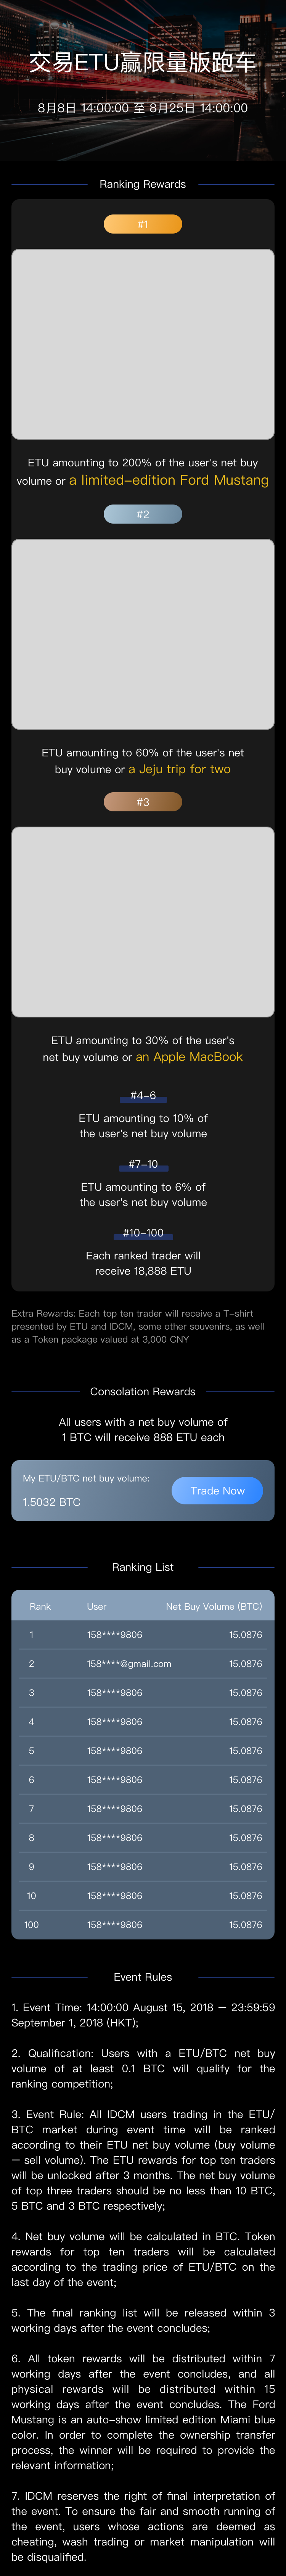 交易ETU赢限量版跑车
8月8日 14:00:00 至 8月25日 14:00:00
Ranking Rewards
#1
ETU amounting to 200% of the user's net buy
volume or a limited-edition Ford Mustang
#2
ETU amounting to 60% of the user's net
buy volume or a Jeju trip for two
#3
ETU amounting to 30% of the user's
net buy volume or an Apple MacBook
#4-6
ETU amounting to 10% of
the user's net buy volume
#7-10
ETU amounting to 6% of
the user's net buy volume
#10-100
Each ranked trader will
receive 18,888 ETU
Extra Rewards: Each top ten trader will receive a T-shirt
presented by ETU and IDCM, some other souvenirs, as well
as a Token package valued at 3,000 CNY
Consolation Rewards
All users with a net buy volume of
1 BTC will receive 888 ETU each
My ETU/BTC net buy volume:
1.5032 BTC
Trade Now
Ranking List
Rank User Net Buy Volume (BTC)
1 158****9806 15.0876
2 158****@gmail.com 15.0876
3 158****9806 15.0876
4 158****9806 15.0876
5 158****9806 15.0876
6 158****9806 15.0876
7 158****9806 15.0876
8 158****9806 15.0876
9 158****9806 15.0876
10 158****9806 15.0876
100 158****9806 15.0876
Event Rules
1. Event Time: 14:00:00 August 15, 2018 — 23:59:59
September 1, 2018 (HKT);
2. Qualification: Users with a ETU/BTC net buy
volume of at least 0.1 BTC will qualify for the
ranking competition;
3. Event Rule: All IDCM users trading in the ETU/
BTC market during event time will be ranked
according to their ETU net buy volume (buy volume
— sell volume). The ETU rewards for top ten traders
will be unlocked after 3 months. The net buy volume
of top three traders should be no less than 10 BTC,
5 BTC and 3 BTC respectively;
4. Net buy volume will be calculated in BTC. Token
rewards for top ten traders will be calculated
according to the trading price of ETU/BTC on the
last day of the event;
5. The final ranking list will be released within 3
working days after the event concludes;
6. All token rewards will be distributed within 7
working days after the event concludes, and all
physical rewards will be distributed within 15
working days after the event concludes. The Ford
Mustang is an auto-show limited edition Miami blue
color. In order to complete the ownership transfer
process, the winner will be required to provide the
relevant information;
7. IDCM reserves the right of final interpretation of
the event. To ensure the fair and smooth running of
the event, users whose actions are deemed as
cheating, wash trading or market manipulation will
be disqualified.